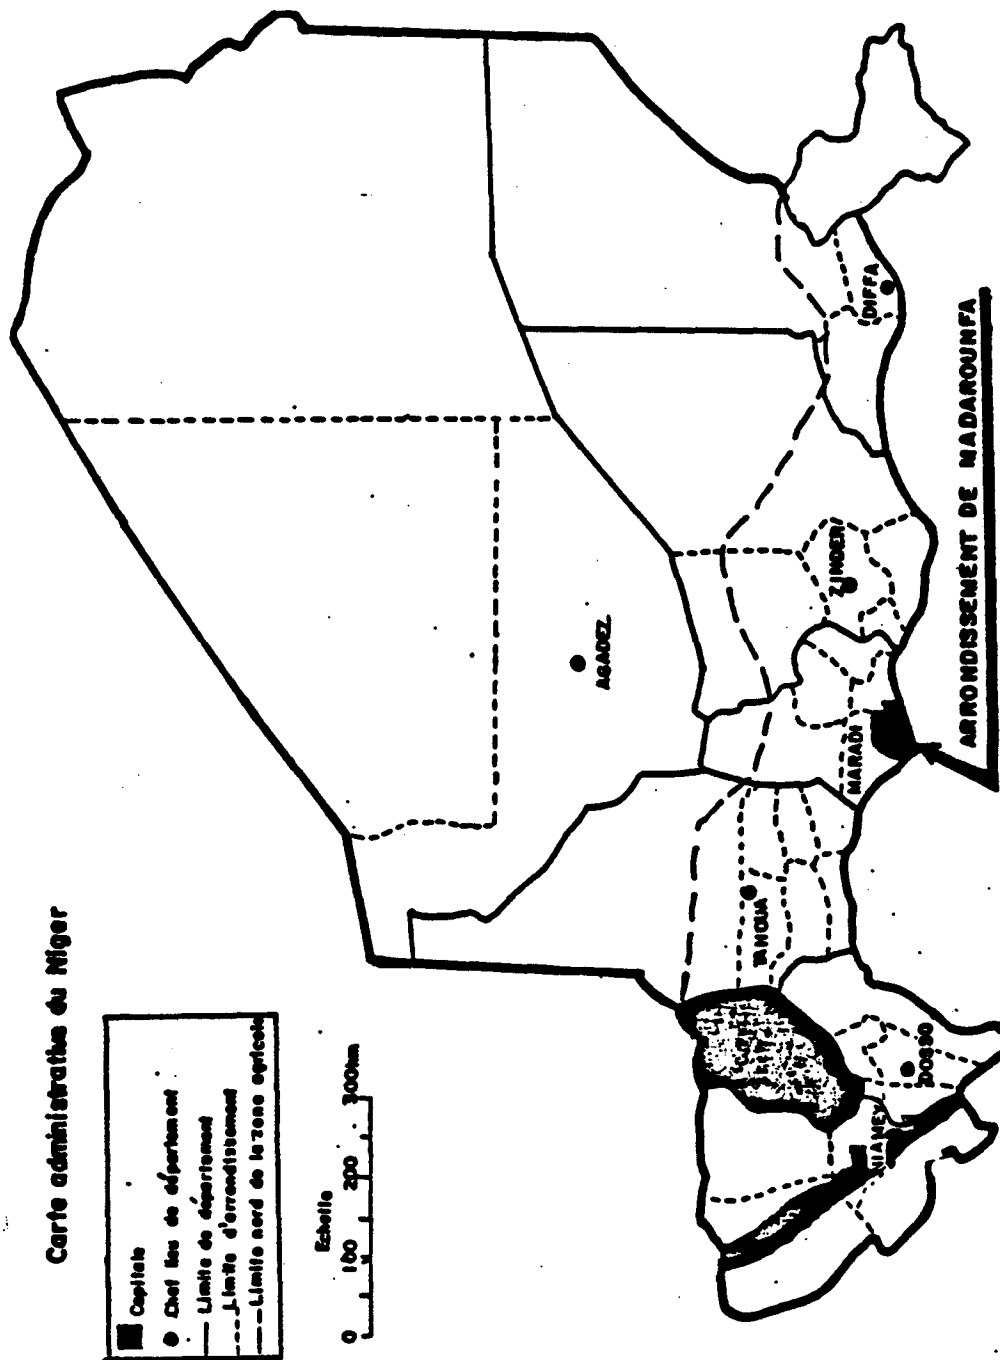 Carte administrative du Niger
Capitale
Chef lieu de département
Limite de département
Limite d'arrondissement
Limite nord de la zone agricole
Echelle
0 100 200 300km
AGADEZ
TAHOUA
MARADI
ZINDER
DIFFA
DOSSO
NIAMEY
ARRONDISSEMENT DE MADAROUNFA